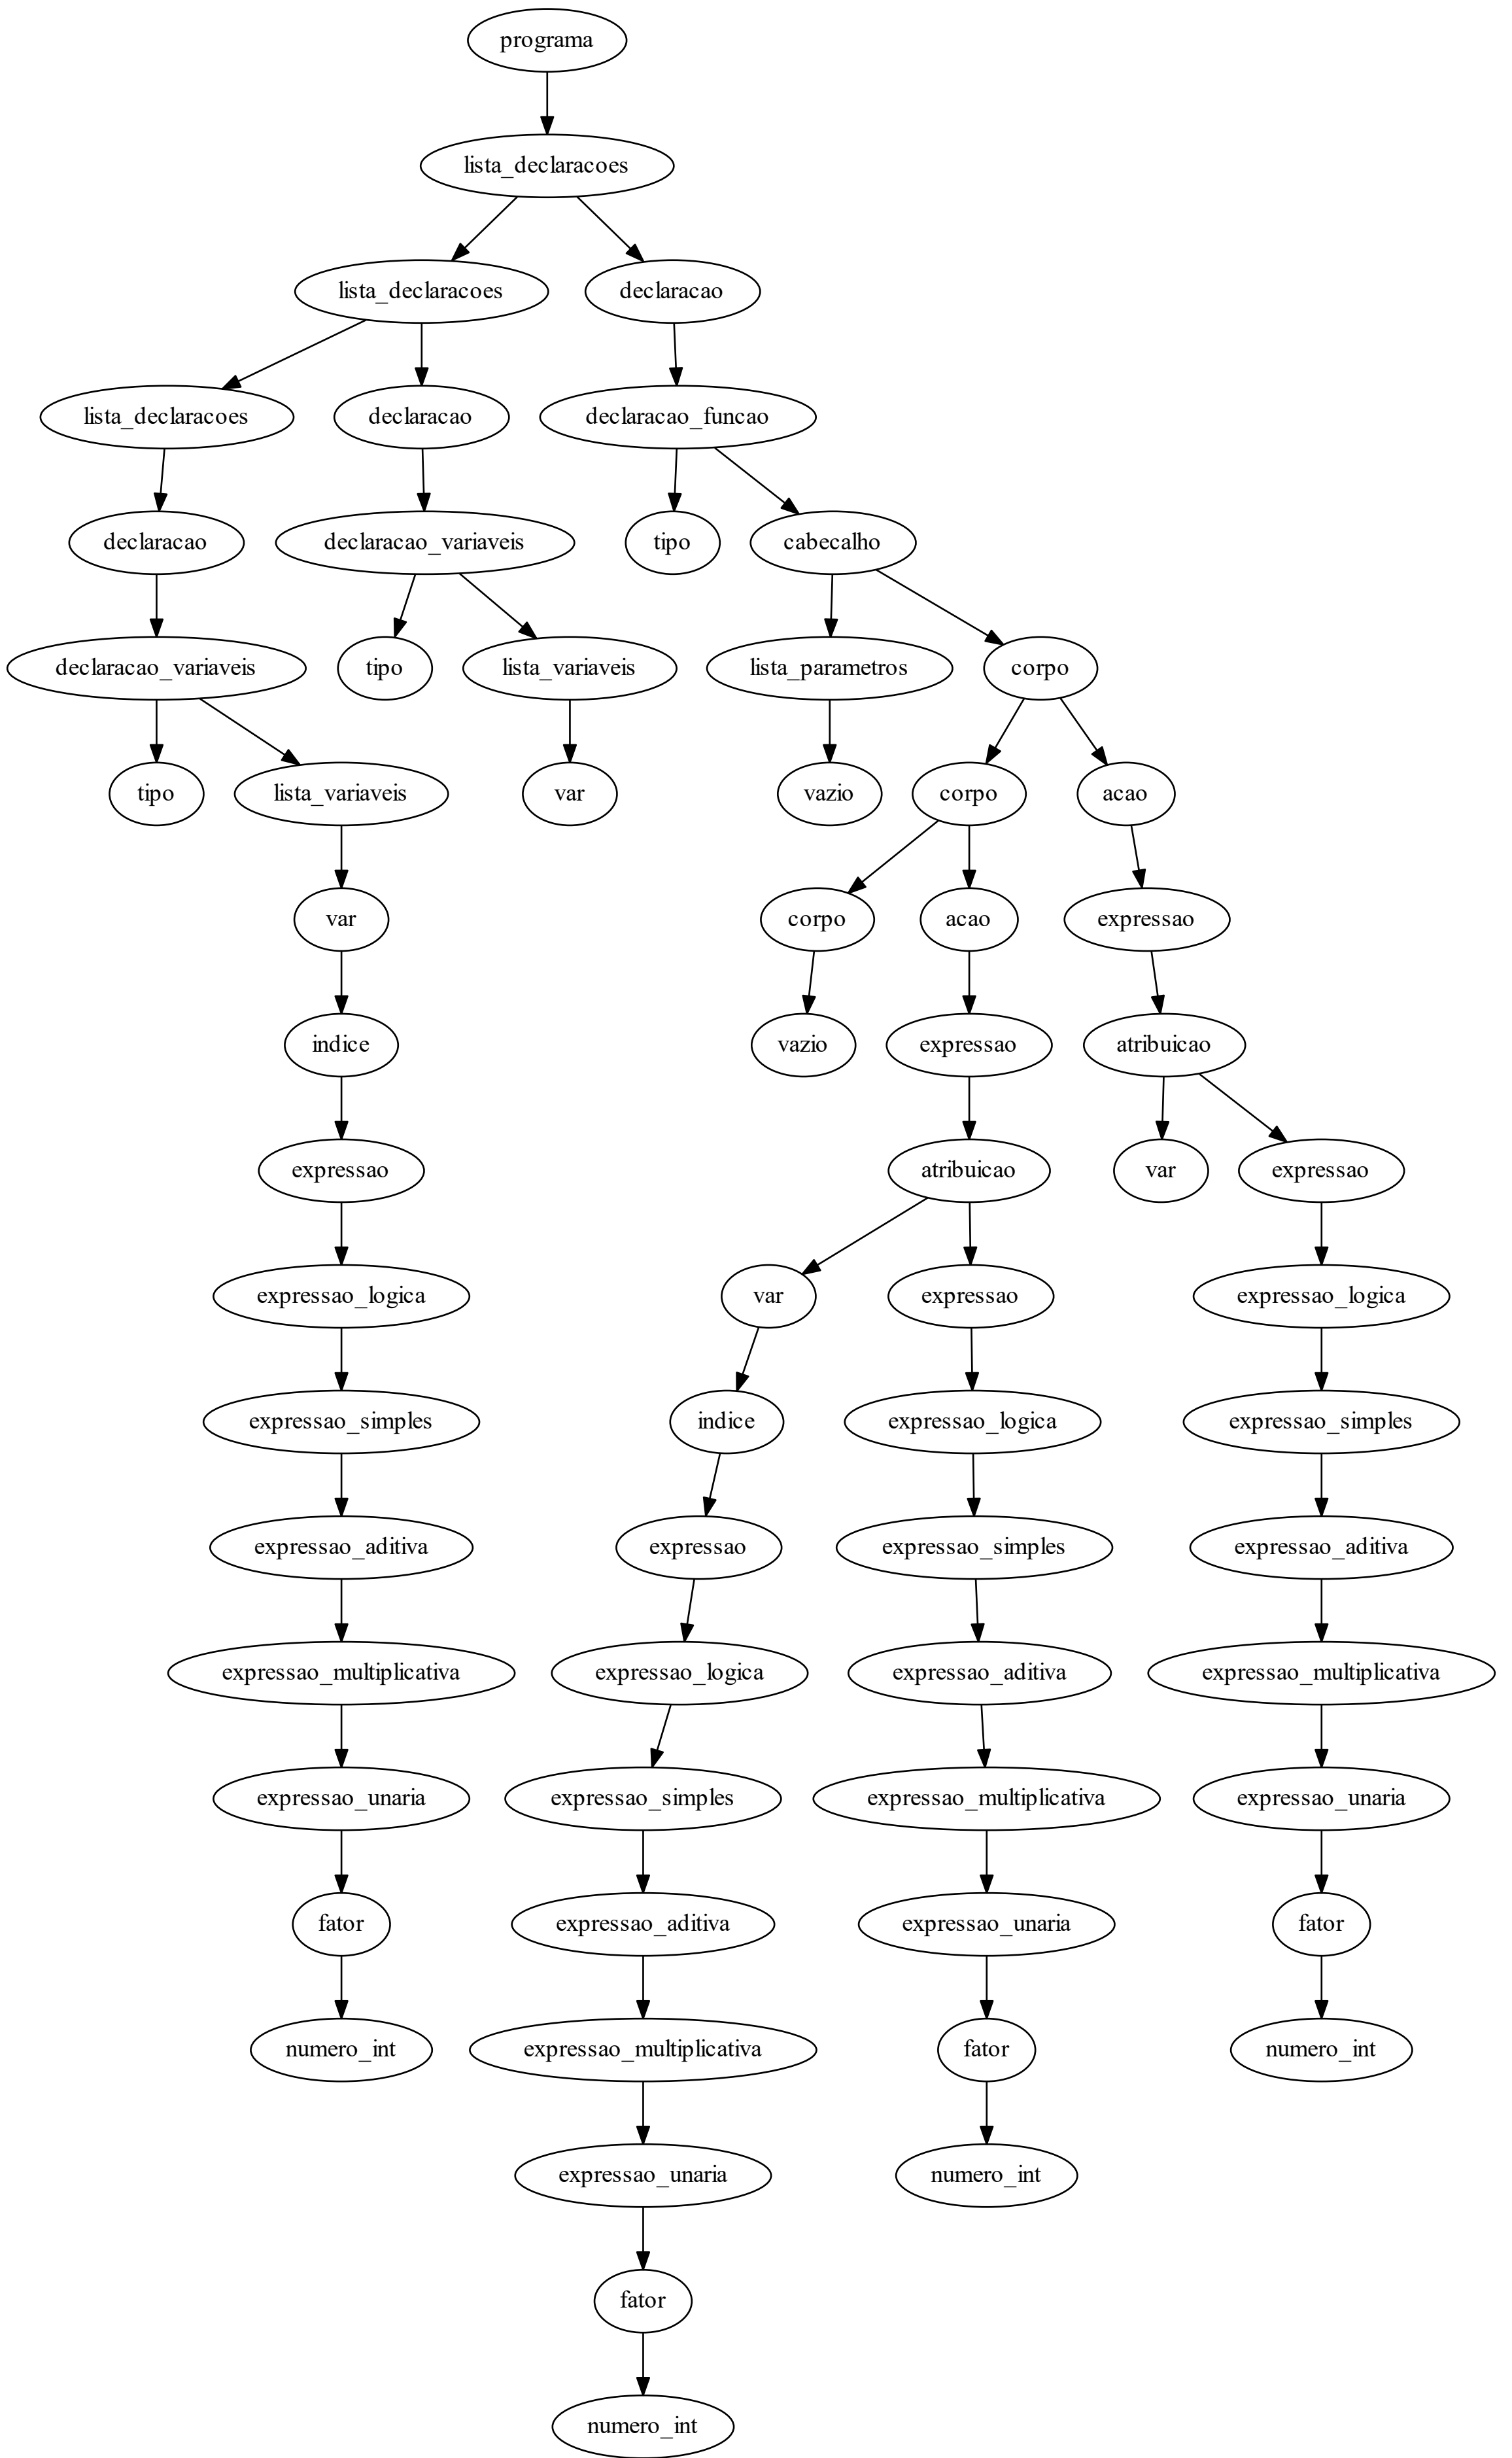 programa
lista_declaracoes
lista_declaracoes
declaracao
lista_declaracoes
declaracao
declaracao_funcao
declaracao
declaracao_variaveis
tipo
cabecalho
declaracao_variaveis
tipo
lista_variaveis
lista_parametros
corpo
tipo
lista_variaveis
var
vazio
corpo
acao
var
corpo
acao
expressao
indice
vazio
expressao
atribuicao
expressao
atribuicao
var
expressao
expressao_logica
var
expressao
expressao_logica
expressao_simples
indice
expressao_logica
expressao_simples
expressao_aditiva
expressao
expressao_simples
expressao_aditiva
expressao_multiplicativa
expressao_logica
expressao_aditiva
expressao_multiplicativa
expressao_unaria
expressao_simples
expressao_multiplicativa
expressao_unaria
fator
expressao_aditiva
expressao_unaria
fator
numero_int
expressao_multiplicativa
fator
numero_int
expressao_unaria
numero_int
fator
numero_int